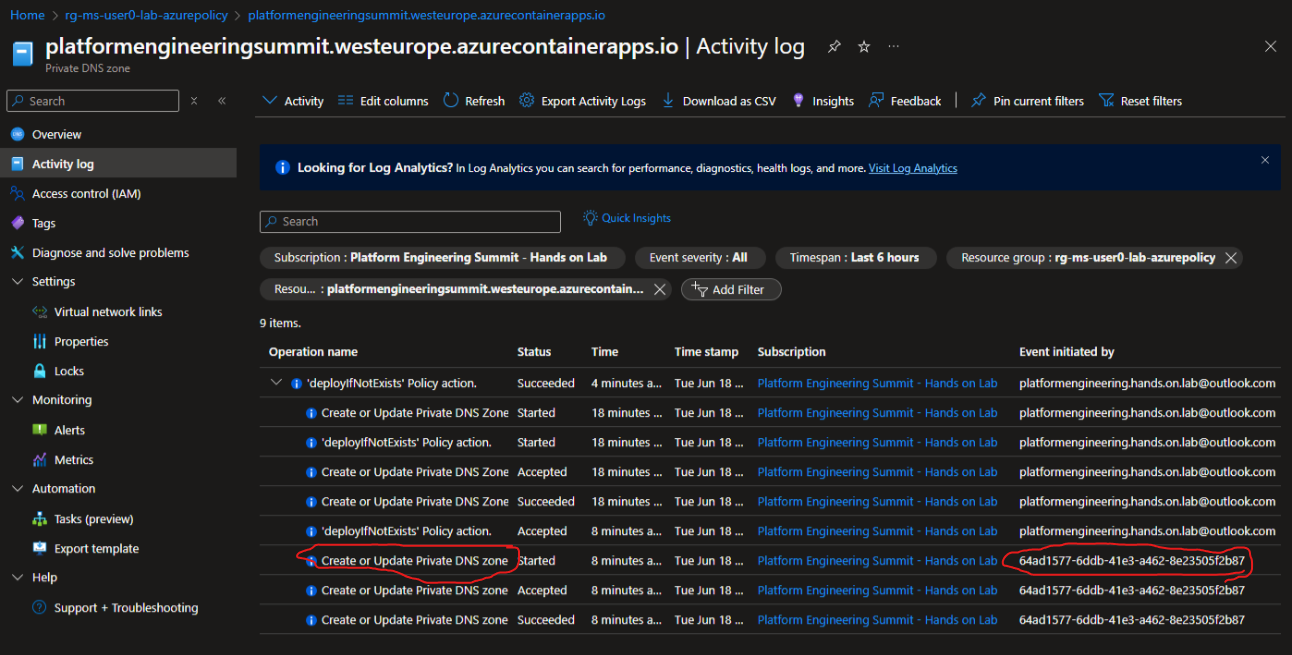 Home > rg-ms-user0-lab-azurepolicy > platformengineeringsummit.westeurope.azurecontainerapps.io
platformengineeringsummit.westeurope.azurecontainerapps.io | Activity log ...
Private DNS zone
Search
Activity Edit columns Refresh Export Activity Logs Download as CSV Insights Feedback Pin current filters Reset filters
Overview
Activity log
Access control (IAM)
Tags
Diagnose and solve problems
Settings
Virtual network links
Properties
Locks
Monitoring
Alerts
Metrics
Automation
Tasks (preview)
Export template
Help
Support + Troubleshooting
Looking for Log Analytics? In Log Analytics you can search for performance, diagnostics, health logs, and more. Visit Log Analytics
Search
Quick Insights
Subscription : Platform Engineering Summit - Hands on Lab Event severity : All Timespan : Last 6 hours Resource group : rg-ms-user0-lab-azurepolicy
Resou... : platformengineeringsummit.westeurope.azurecontain... Add Filter
9 items.
Operation name Status Time Time stamp Subscription Event initiated by
'deployIfNotExists' Policy action. Succeeded 4 minutes a... Tue Jun 18 ... Platform Engineering Summit - Hands on Lab platformengineering.hands.on.lab@outlook.com
Create or Update Private DNS Zone Started 18 minutes ... Tue Jun 18 ... Platform Engineering Summit - Hands on Lab platformengineering.hands.on.lab@outlook.com
'deployIfNotExists' Policy action. Started 18 minutes ... Tue Jun 18 ... Platform Engineering Summit - Hands on Lab platformengineering.hands.on.lab@outlook.com
Create or Update Private DNS Zone Accepted 18 minutes ... Tue Jun 18 ... Platform Engineering Summit - Hands on Lab platformengineering.hands.on.lab@outlook.com
Create or Update Private DNS Zone Succeeded 18 minutes ... Tue Jun 18 ... Platform Engineering Summit - Hands on Lab platformengineering.hands.on.lab@outlook.com
'deployIfNotExists' Policy action. Accepted 8 minutes a... Tue Jun 18 ... Platform Engineering Summit - Hands on Lab platformengineering.hands.on.lab@outlook.com
Create or Update Private DNS zone Started 8 minutes a... Tue Jun 18 ... Platform Engineering Summit - Hands on Lab 64ad1577-6ddb-41e3-a462-8e23505f2b87
Create or Update Private DNS zone Accepted 8 minutes a... Tue Jun 18 ... Platform Engineering Summit - Hands on Lab 64ad1577-6ddb-41e3-a462-8e23505f2b87
Create or Update Private DNS zone Succeeded 8 minutes a... Tue Jun 18 ... Platform Engineering Summit - Hands on Lab 64ad1577-6ddb-41e3-a462-8e23505f2b87